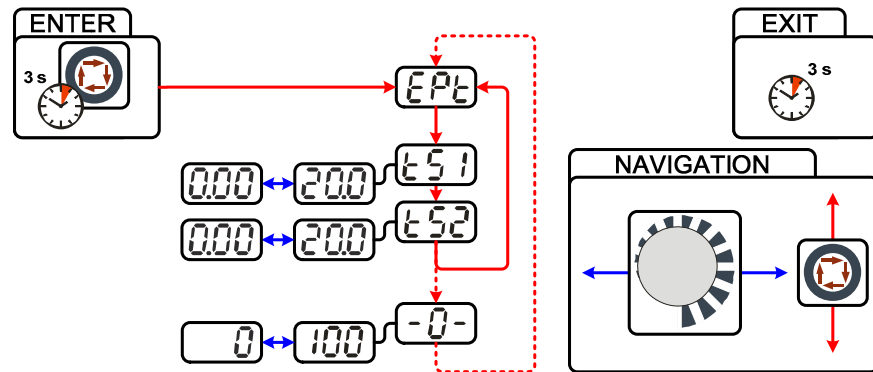 ENTER
3 s
EPt
tS1
0.00
20.0
tS2
0.00
20.0
-0-
0
100
EXIT
3 s
NAVIGATION